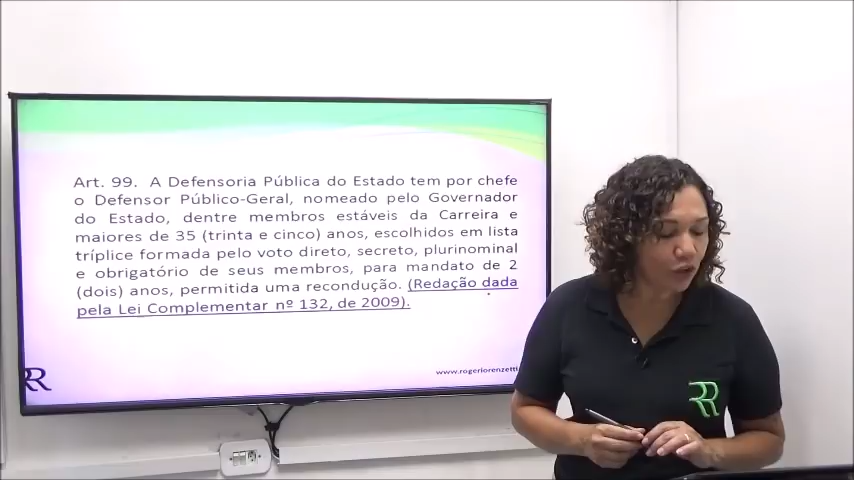 Art. 99. A Defensoria Pública do Estado tem por chefe
o Defensor Público-Geral, nomeado pelo Governador
do Estado, dentre membros estáveis da Carreira e
maiores de 35 (trinta e cinco) anos, escolhidos em lista
tríplice formada pelo voto direto, secreto, plurinominal
e obrigatório de seus membros, para mandato de 2
(dois) anos, permitida uma recondução. (Redação dada
pela Lei Complementar nº 132, de 2009).
RR
www.rogeriorenzetti
RR